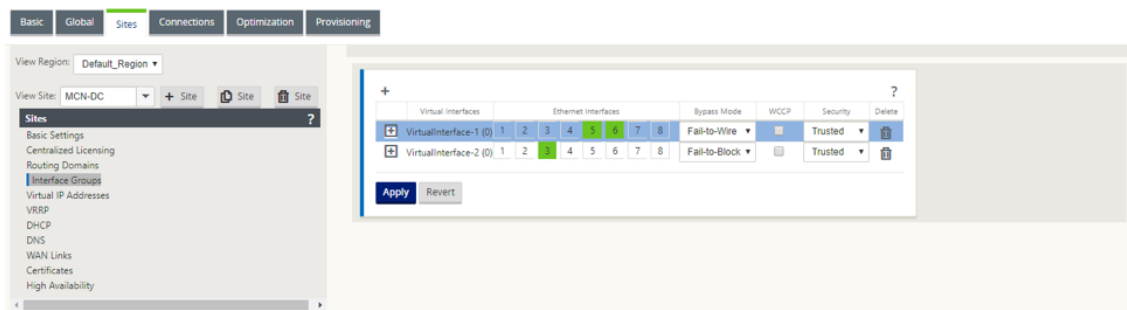 Basic Global Sites Connections Optimization Provisioning
View Region: Default_Region
View Site: MCN-DC + Site Site Site
Sites ?
Basic Settings
Centralized Licensing
Routing Domains
Interface Groups
Virtual IP Addresses
VRRP
DHCP
DNS
WAN Links
Certificates
High Availability
+ ?
Virtual Interfaces Ethernet Interfaces Bypass Mode WCCP Security Delete
+ VirtualInterface-1 (0) 1 2 3 4 5 6 7 8 Fail-to-Wire Trusted
+ VirtualInterface-2 (0) 1 2 3 4 5 6 7 8 Fail-to-Block Trusted
Apply Revert